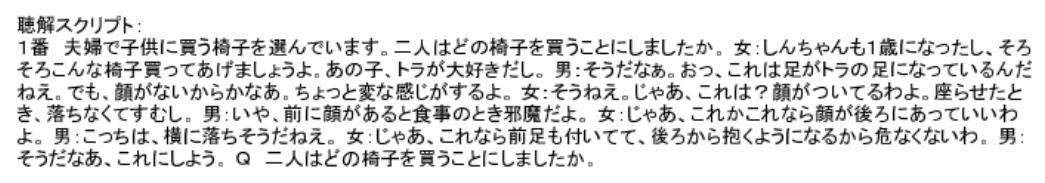 聴解スクリプト：
1番　夫婦で子供に買う椅子を選んでいます。二人はどの椅子を買うことにしましたか。 女：しんちゃんも1歳になったし、そろ
そろこんな椅子買ってあげましょうよ。あの子、トラが大好きだし。 男：そうだなぁ。おっ、これは足がトラの足になっているんだ
ねえ。でも、顔がないからかなあ。ちょっと変な感じがするよ。 女：そうねえ。じゃあ、これは？顔がついてるわよ。座らせたと
き、落ちなくてすむし。 男：いや、前に顔があると食事のとき邪魔だよ。 女：じゃあ、これかこれなら顔が後ろにあっていいわ
よ。 男：こっちは、横に落ちそうだねえ。 女：じゃあ、これなら前足も付いてて、後ろから抱くようになるから危なくないわ。 男：
そうだなあ、これにしよう。 Q　二人はどの椅子を買うことにしましたか。